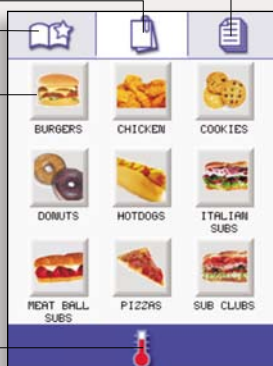 BURGERS
CHICKEN
COOKIES
DONUTS
HOTDOGS
ITALIAN
SUBS
MEAT BALL
SUBS
PIZZAS
SUB CLUBS